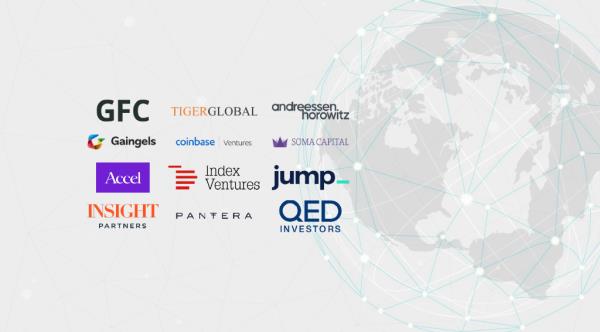 GFC
TIGERGLOBAL
andreessen.
horowitz
Gaingels
coinbase | Ventures
SOMA CAPITAL
Accel
Index
Ventures
jump_
INSIGHT
PARTNERS
PANTERA
QED
INVESTORS